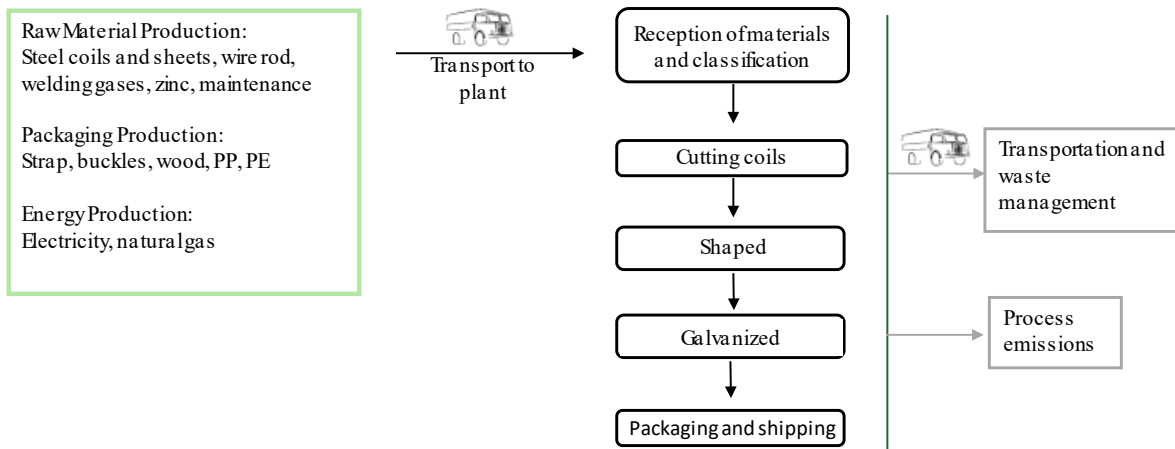 Raw Material Production:
Steel coils and sheets, wire rod,
welding gases, zinc, maintenance
Packaging Production:
Strap, buckles, wood, PP, PE
Energy Production:
Electricity, natural gas
Transport to
plant
Reception of materials
and classification
Cutting coils
Shaped
Galvanized
Packaging and shipping
Transportation and
waste
management
Process
emissions